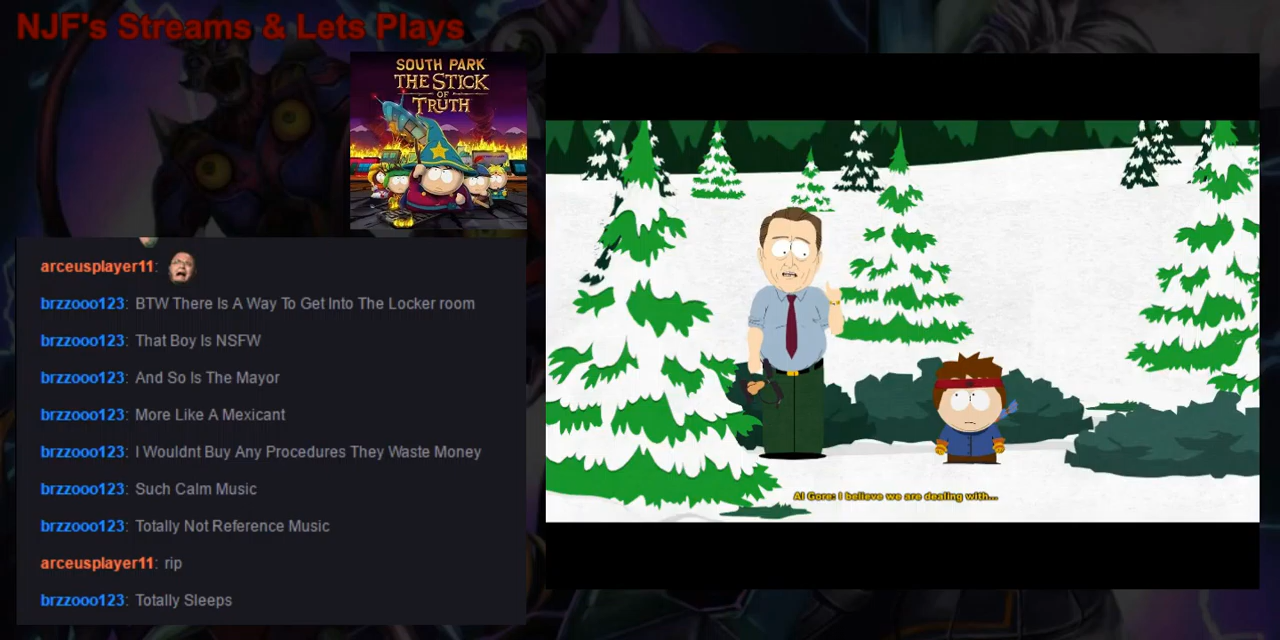 NJF's Streams & Lets Plays
SOUTH PARK
THE STICK
OF
TRUTH
arceusplayer11:
brzzooo123: BTW There Is A Way To Get Into The Locker room
brzzooo123: That Boy Is NSFW
brzzooo123: And So Is The Mayor
brzzooo123: More Like A Mexicant
brzzooo123: I Wouldnt Buy Any Procedures They Waste Money
brzzooo123: Such Calm Music
brzzooo123: Totally Not Reference Music
arceusplayer11: rip
brzzooo123: Totally Sleeps
Al Gore: I believe we are dealing with...